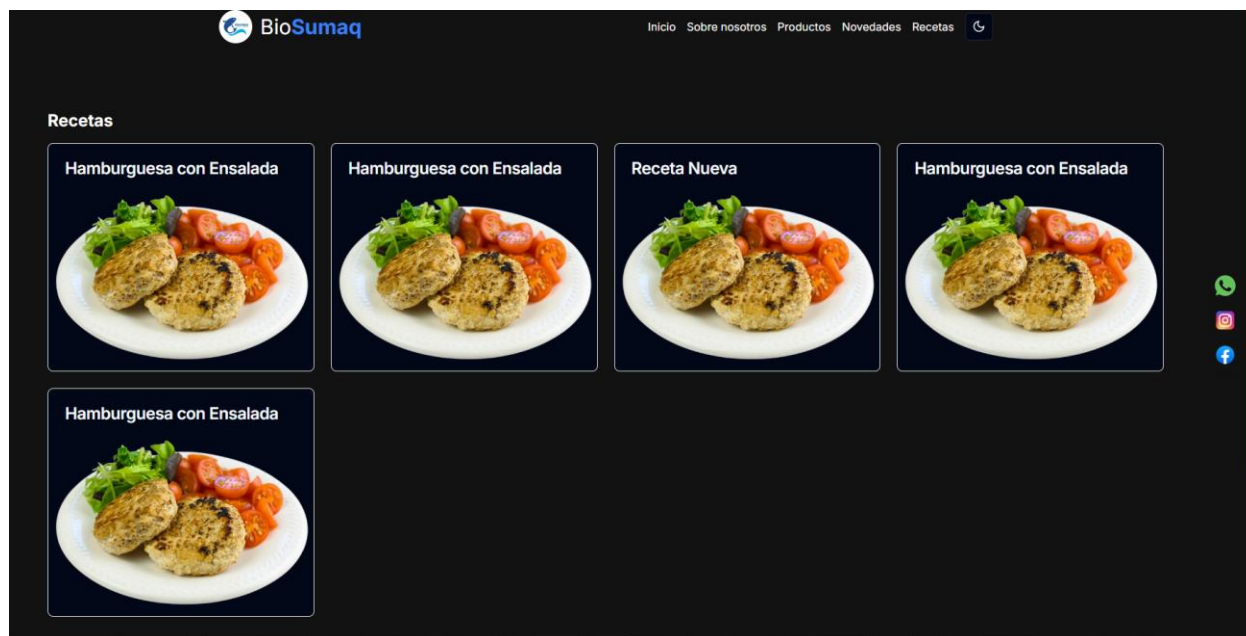 BioSumaq
Inicio Sobre nosotros Productos Novedades Recetas
Recetas
Hamburguesa con Ensalada
Hamburguesa con Ensalada
Receta Nueva
Hamburguesa con Ensalada
Hamburguesa con Ensalada